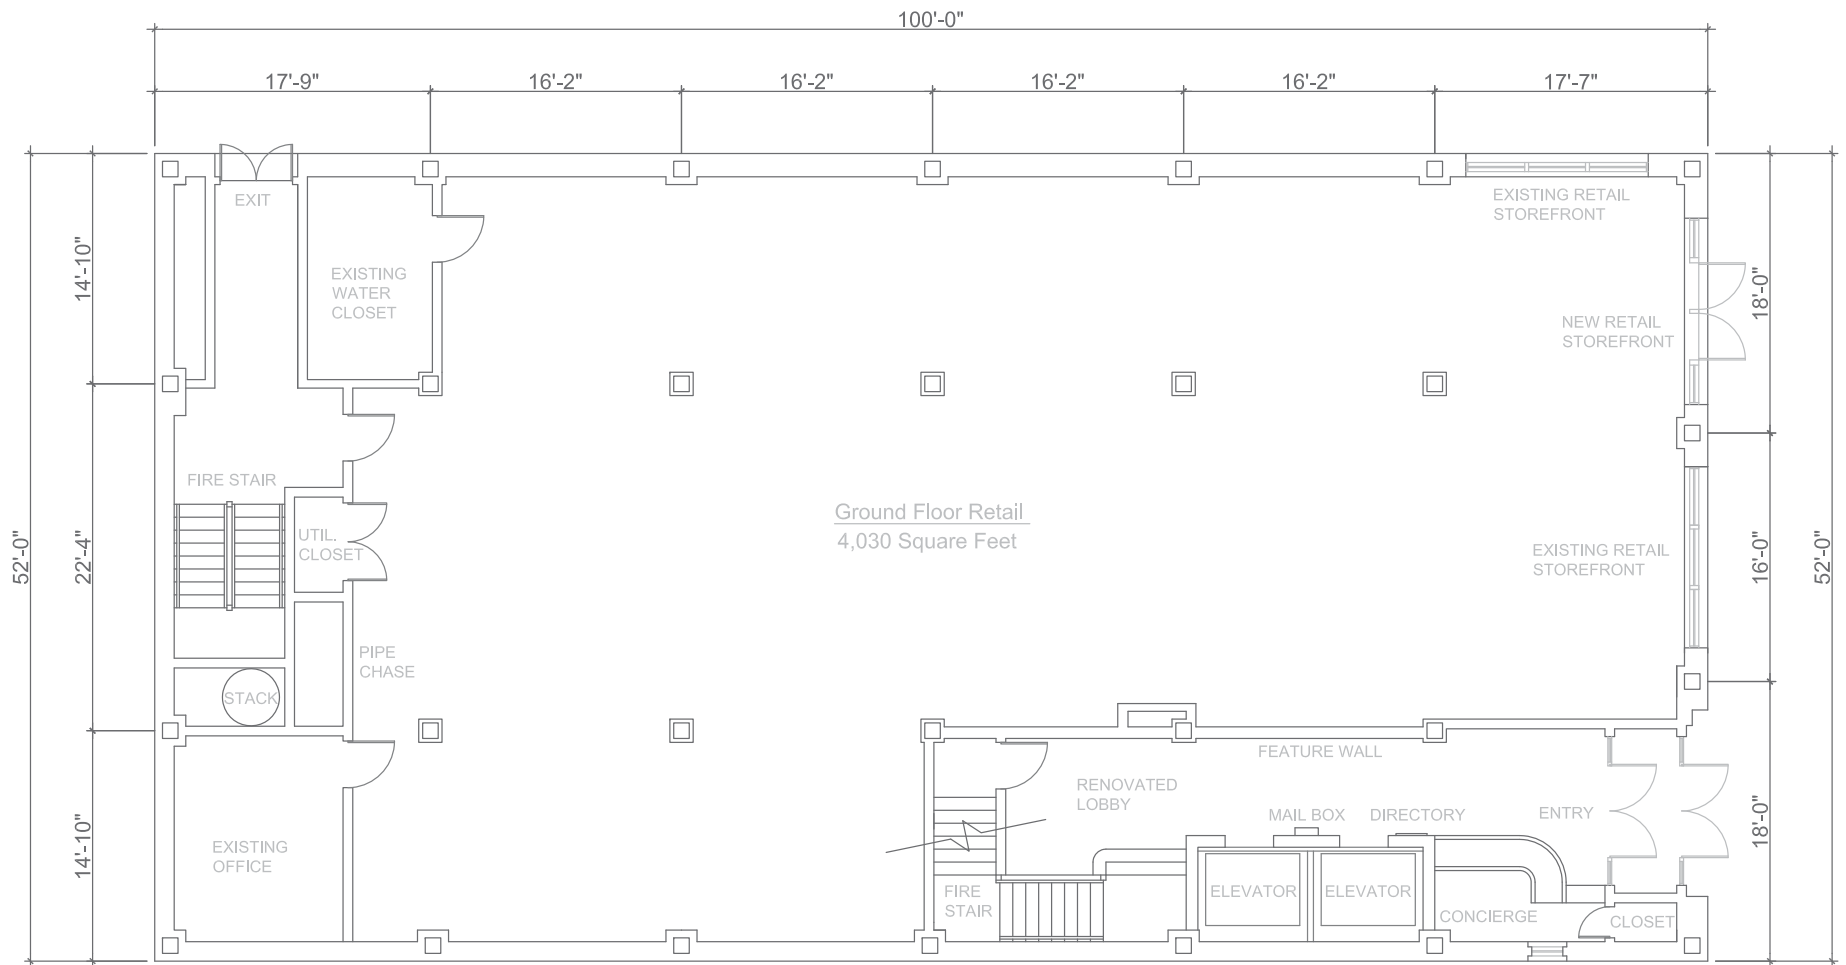 100'-0"
17'-9"
16'-2"
16'-2"
16'-2"
16'-2"
17'-7"
EXIT
EXISTING RETAIL
STOREFRONT
14'-10"
EXISTING
WATER
CLOSET
18'-0"
NEW RETAIL
STOREFRONT
FIRE STAIR
Ground Floor Retail
4,030 Square Feet
UTIL.
CLOSET
52'-0"
22'-4"
EXISTING RETAIL
STOREFRONT
16'-0"
52'-0"
PIPE
CHASE
STACK
FEATURE WALL
RENOVATED
LOBBY
MAIL BOX
DIRECTORY
ENTRY
14'-10"
EXISTING
OFFICE
18'-0"
FIRE
STAIR
ELEVATOR
ELEVATOR
CONCIERGE
CLOSET